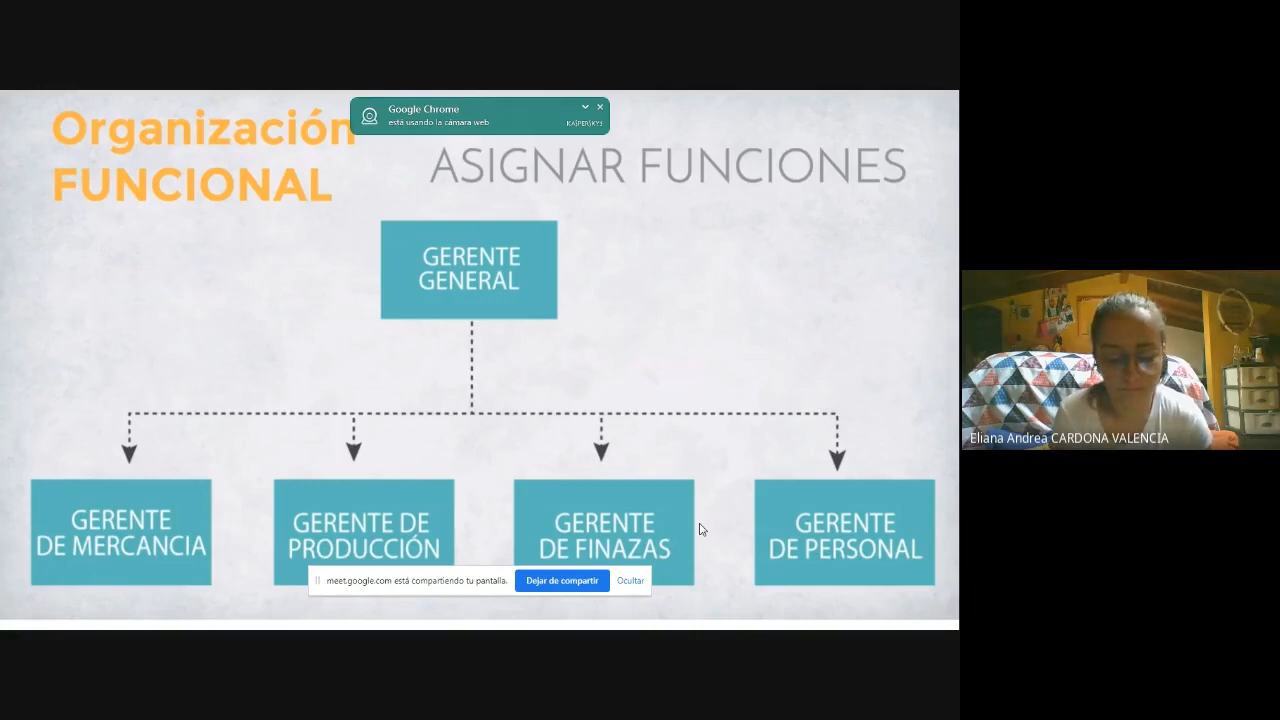 Organización
FUNCIONAL
Google Chrome
está usando la cámara web
KASPERSKY
ASIGNAR FUNCIONES
GERENTE
GENERAL
GERENTE
DE MERCANCIA
GERENTE DE
PRODUCCIÓN
GERENTE
DE FINAZAS
GERENTE
DE PERSONAL
meet.google.com está compartiendo tu pantalla.
Dejar de compartir
Ocultar
Eliana Andrea CARDONA VALENCIA